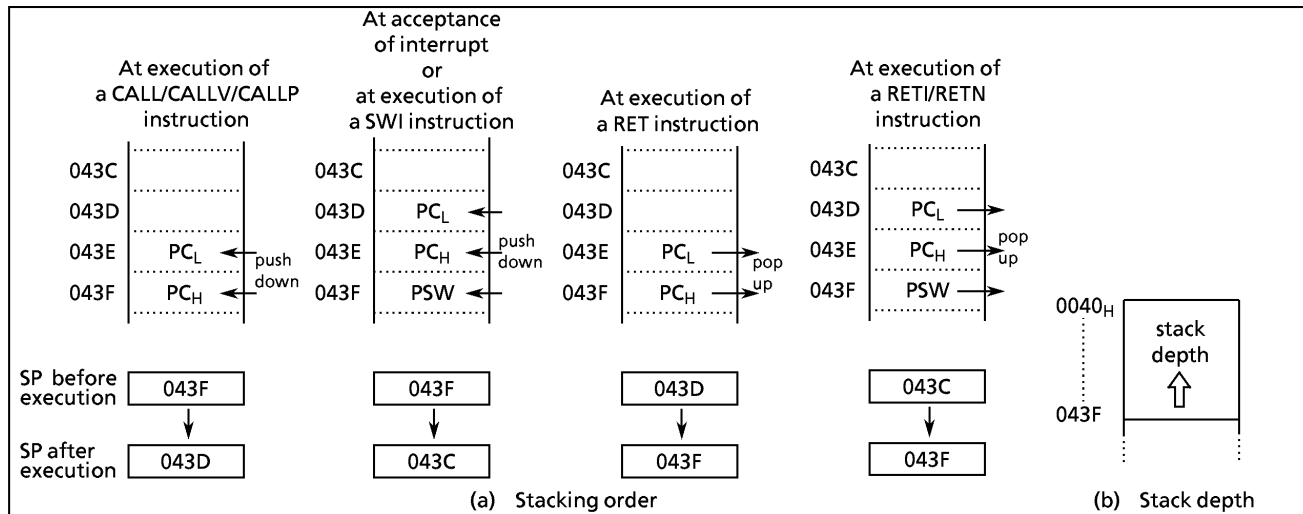 At execution of
a CALL/CALLV/CALLP
instruction
043C
043D
043E PCL
043F PCH
push
down
At acceptance
of interrupt
or
at execution of
a SWI instruction
043C
043D PCL
043E PCH
043F PSW
push
down
At execution of
a RET instruction
043C
043D
043E PCL
043F PCH
pop
up
At execution of
a RETI/RETN
instruction
043C
043D PCL
043E PCH
043F PSW
pop
up
SP before
execution
043F
043F
043D
043C
SP after
execution
043D
043C
043F
043F
(a) Stacking order
0040H
stack
depth
043F
(b) Stack depth